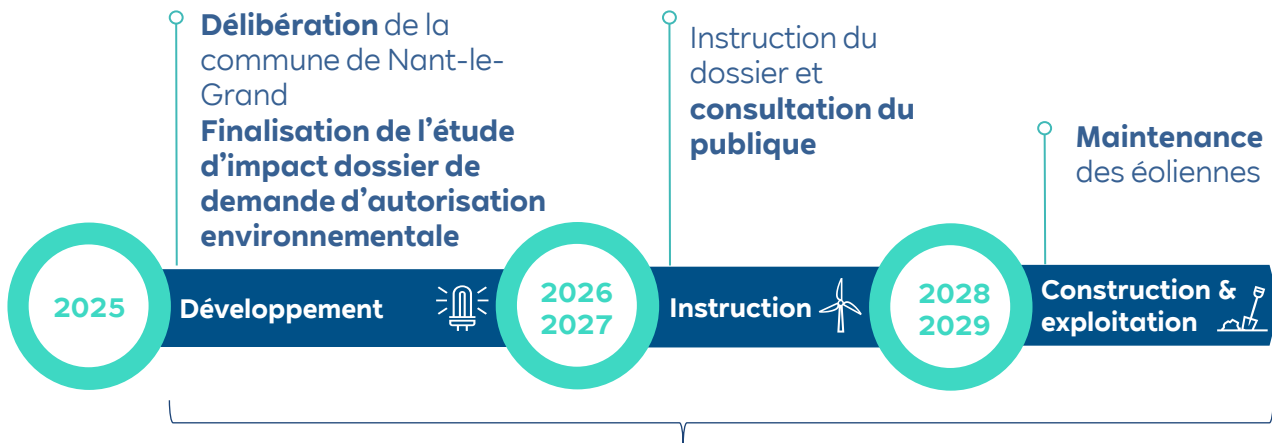 Délibération de la
commune de Nant-le-
Grand
Finalisation de l'étude
d'impact dossier de
demande d'autorisation
environnementale
Instruction du
dossier et
consultation du
publique
Maintenance
des éoliennes
2025
Développement
2026
2027
Instruction
2028
2029
Construction &
exploitation